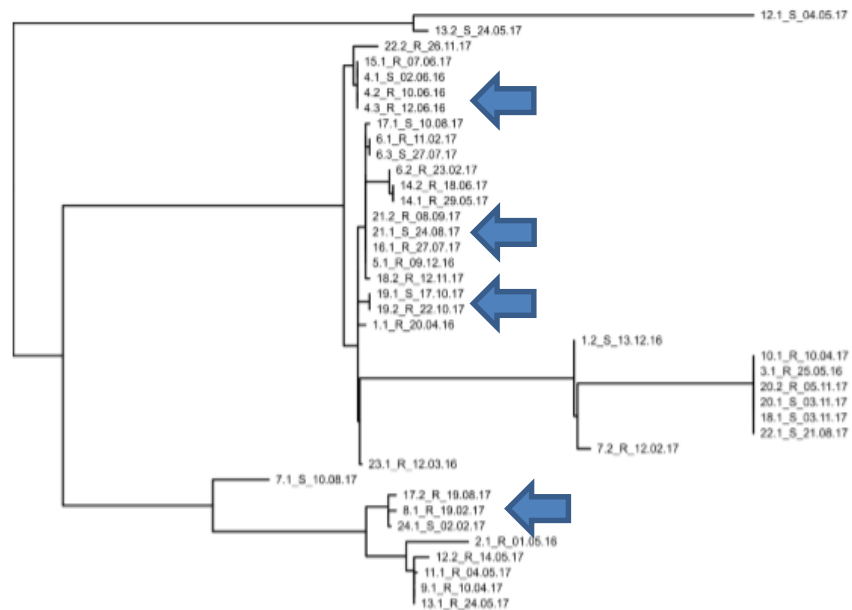 12.1_S_04.05.17
13.2_S_24.05.17
22.2_R_26.11.17
15.1_R_07.06.17
4.1_S_02.06.16
4.2_R_10.06.16
4.3_R_12.06.16
17.1_S_10.08.17
6.1_R_11.02.17
6.3_S_27.07.17
6.2_R_23.02.17
14.2_R_18.06.17
14.1_R_29.05.17
21.2_R_08.09.17
21.1_S_24.08.17
16.1_R_27.07.17
5.1_R_09.12.16
18.2_R_12.11.17
19.1_S_17.10.17
19.2_R_22.10.17
1.1_R_20.04.16
1.2_S_13.12.16
10.1_R_10.04.17
3.1_R_25.05.16
20.2_R_05.11.17
20.1_S_03.11.17
18.1_S_03.11.17
22.1_S_21.08.17
7.2_R_12.02.17
23.1_R_12.03.16
7.1_S_10.08.17
17.2_R_19.08.17
8.1_R_19.02.17
24.1_S_02.02.17
2.1_R_01.05.16
12.2_R_14.05.17
11.1_R_04.05.17
9.1_R_10.04.17
13.1_R_24.05.17